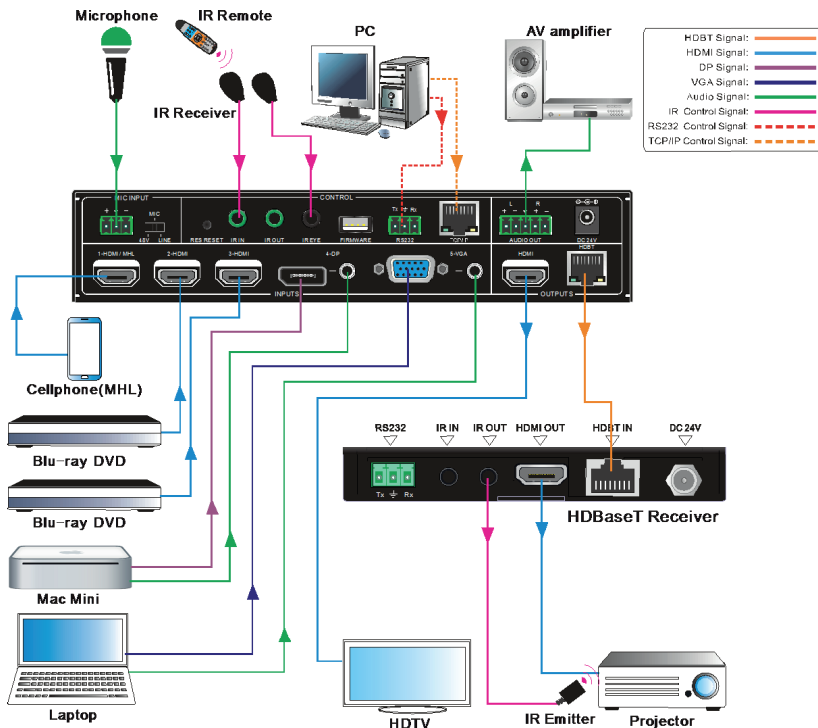 Microphone
IR Remote
PC
AV amplifier
HDBT Signal:
HDMI Signal:
DP Signal:
VGA Signal:
Audio Signal:
IR Control Signal:
RS232 Control Signal:
TCP/IP Control Signal:
IR Receiver
MIC INPUT
CONTROL
MIC
48V
LINE
RES RESET
IR IN
IR OUT
IR EYE
FIRMWARE
Tx
Rx
RS232
TCP/IP
L
R
AUDIO OUT
DC 24V
1-HDMI / MHL
2-HDMI
3-HDMI
4-DP
5-VGA
HDMI
HDBT
INPUTS
OUTPUTS
Cellphone(MHL)
Blu-ray DVD
Blu-ray DVD
Mac Mini
Laptop
RS232
IR IN
IR OUT
HDMI OUT
HDBT IN
DC 24V
Tx
Rx
HDBaseT Receiver
HDTV
IR Emitter
Projector